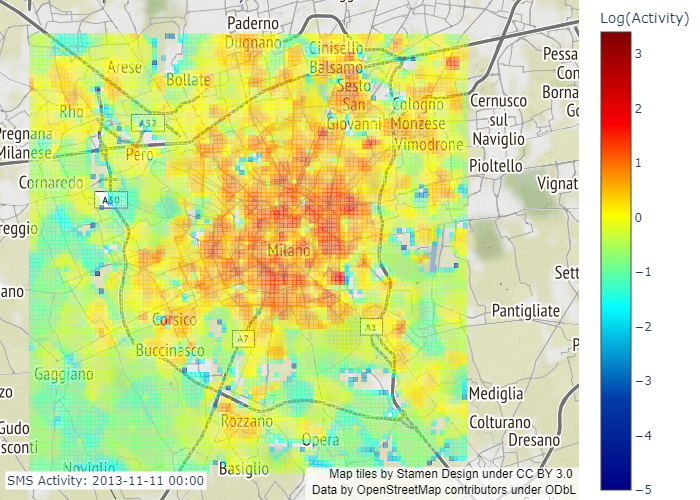 Log(Activity)
3
2
1
0
−1
−2
−3
−4
−5
Paderno
Dugnano
Cinisello
Balsamo
Arese
Bollate
Sesto
San
Giovanni
Cologno
Monzese
Vimodrone
Cernusco
sul
Naviglio
Pessa
Con
Borna
Go
Rho
A52
Pero
Pregnana
Milanese
Pioltello
Cornaredo
Vignat
A50
reggio
Milano
Sett
ano
Pantigliate
Corsico
A1
A7
Buccinasco
P
Gaggiano
zo
Mediglia
Rozzano
Colturano
Gudo
sconti
Opera
Dresano
Noviglio
Basiglio
SMS Activity: 2013-11-11 00:00
Map tiles by Stamen Design under CC BY 3.0
Data by OpenStreetMap contributors under ODbL